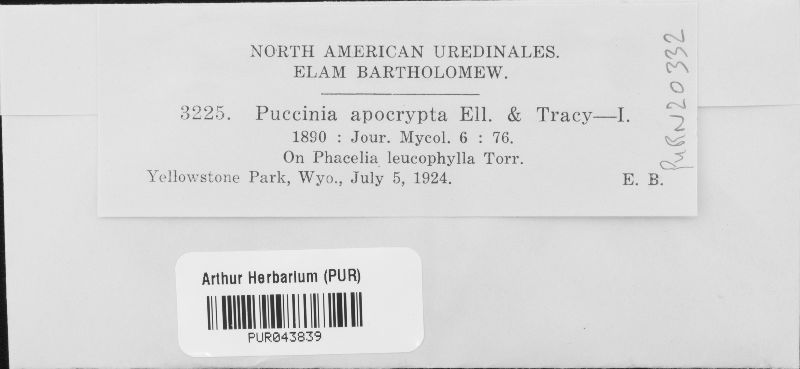 NORTH AMERICAN UREDINALES.
ELAM BARTHOLOMEW.
3225. Puccinia apocrypta Ell. & Tracy—I.
1890 : Jour. Mycol. 6 : 76.
On Phacelia leucophylla Torr.
Yellowstone Park, Wyo., July 5, 1924. E. B.
PURN20332
Arthur Herbarium (PUR)
PUR043839